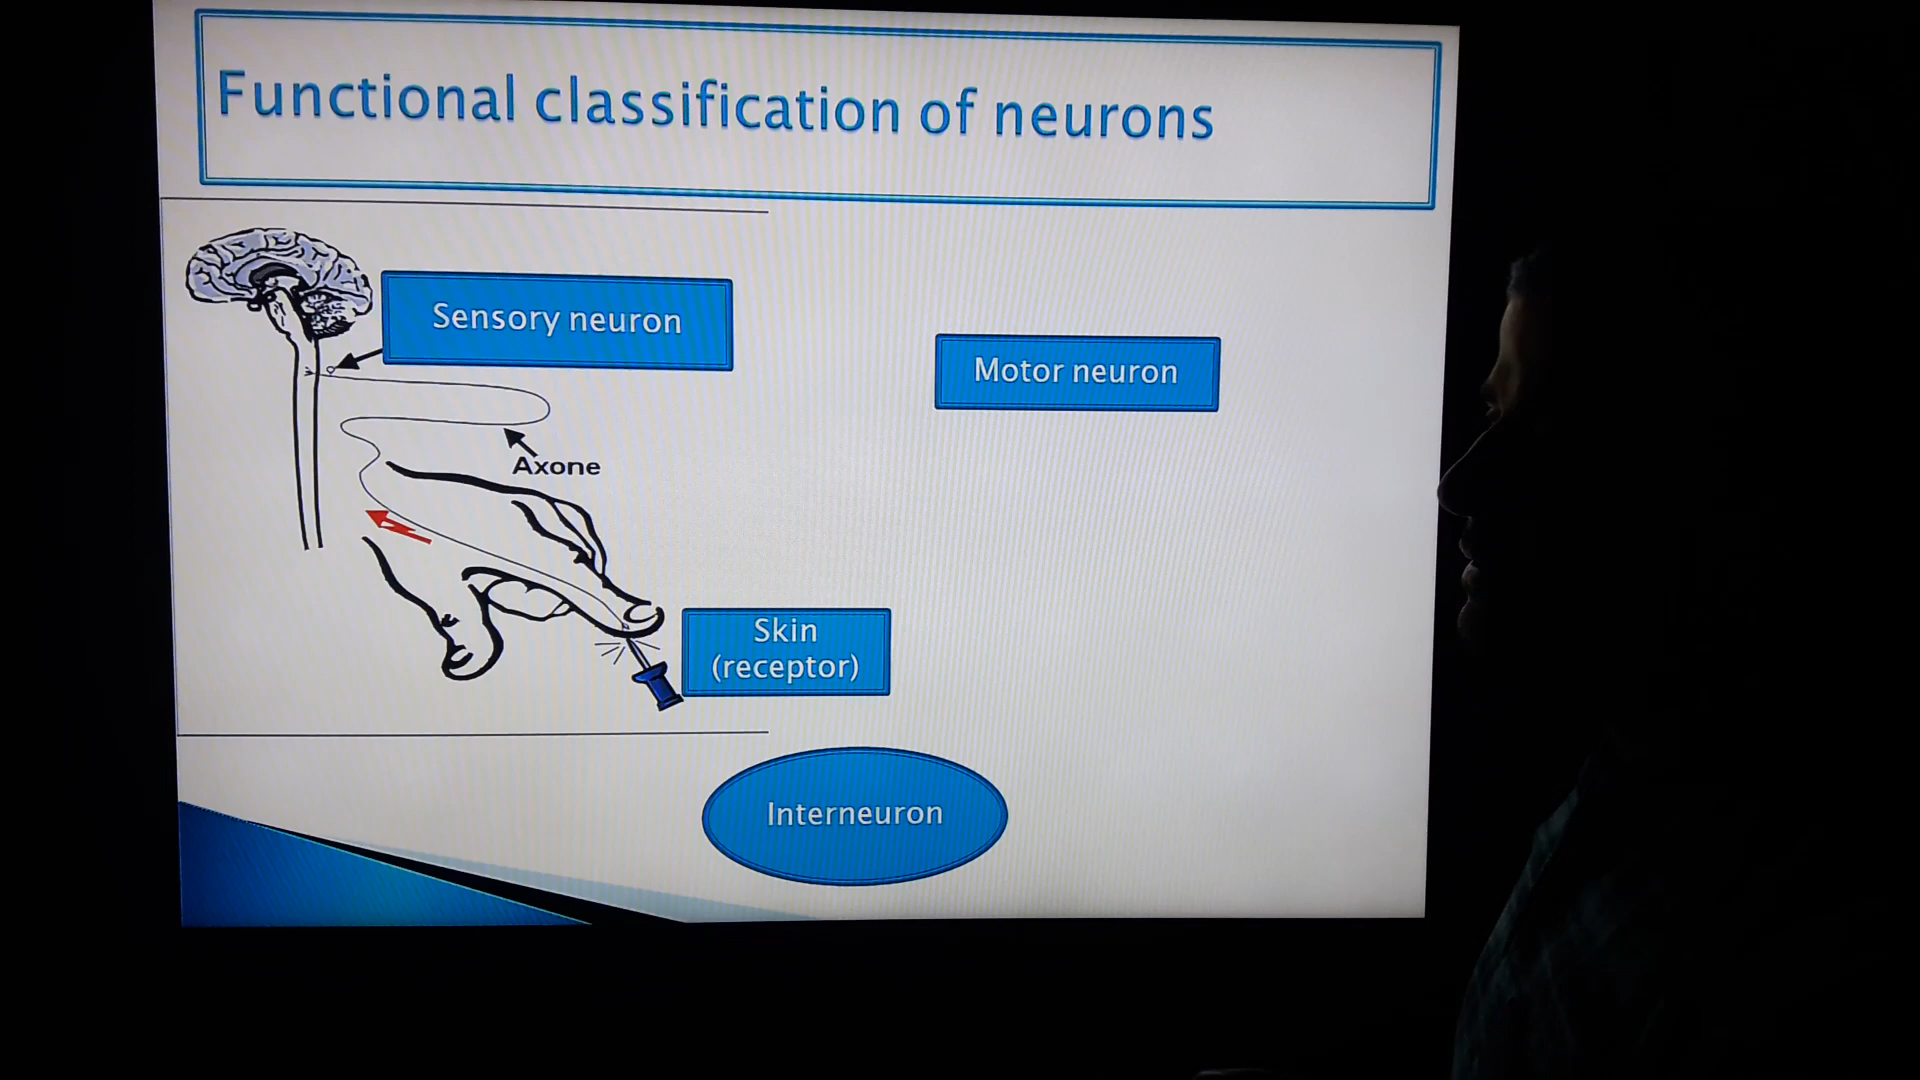 Functional classification of neurons
Sensory neuron
Motor neuron
Axone
Skin
(receptor)
Interneuron